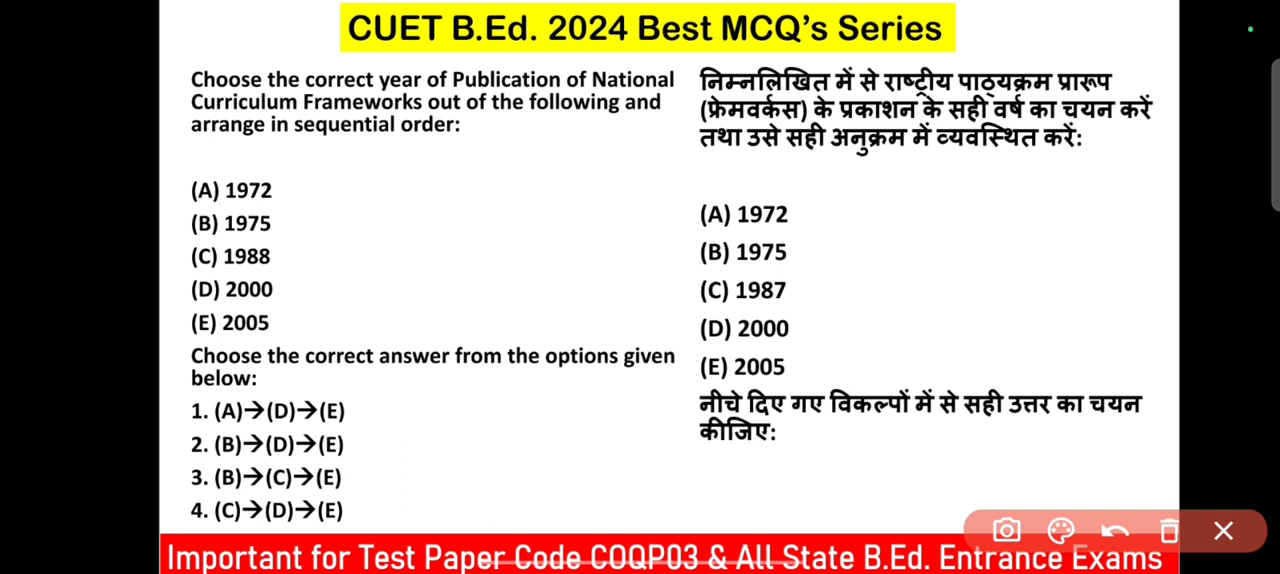 CUET B.Ed. 2024 Best MCQ's Series
Choose the correct year of Publication of National
Curriculum Frameworks out of the following and
arrange in sequential order:
(A) 1972
(B) 1975
(C) 1988
(D) 2000
(E) 2005
Choose the correct answer from the options given
below:
1. (A)→(D)→(E)
2. (B)→(D)→(E)
3. (B)→(C)→(E)
4. (C)→(D)→(E)
निम्नलिखित में से राष्ट्रीय पाठ्यक्रम प्रारूप
(फ्रेमवर्कस) के प्रकाशन के सही वर्ष का चयन करें
तथा उसे सही अनुक्रम में व्यवस्थित करें:
(A) 1972
(B) 1975
(C) 1987
(D) 2000
(E) 2005
नीचे दिए गए विकल्पों में से सही उत्तर का चयन
कीजिए:
Important for Test Paper Code COQP03 & All State B.Ed. Entrance Exams